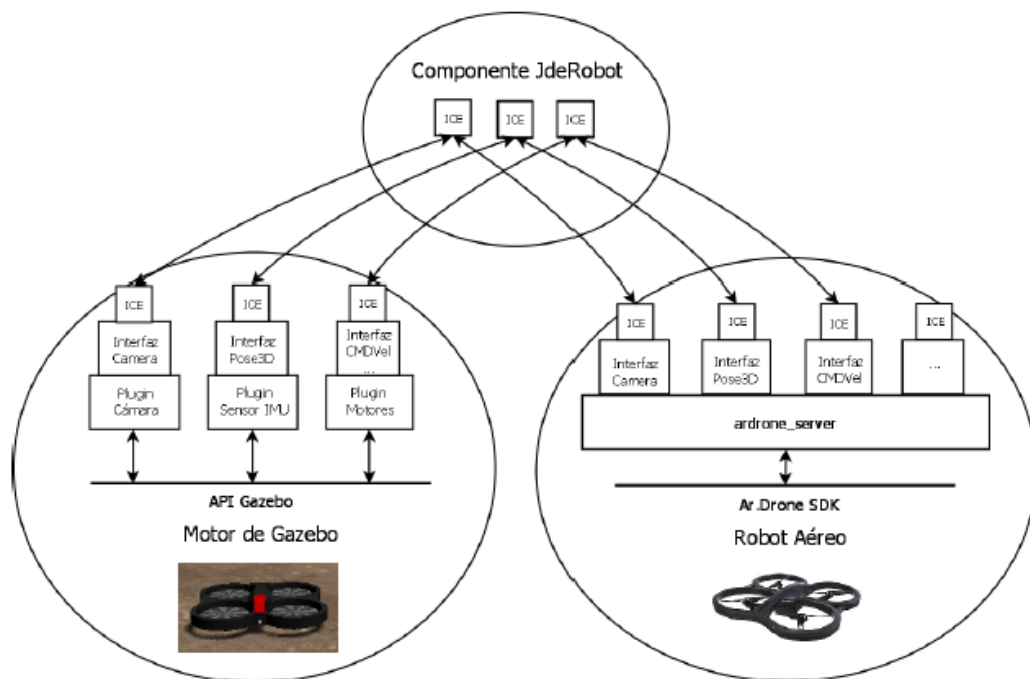 Componente JdeRobot
ICE
ICE
ICE
ICE
ICE
ICE
Interfaz
Camera
Interfaz
Pose3D
Interfaz
CMDVel
...
Plugin
Cámara
Plugin
Sensor IMU
Plugin
Motores
API Gazebo
Motor de Gazebo
ICE
ICE
ICE
ICE
Interfaz
Camera
Interfaz
Pose3D
Interfaz
CMDVel
...
ardrone_server
Ar.Drone SDK
Robot Aéreo